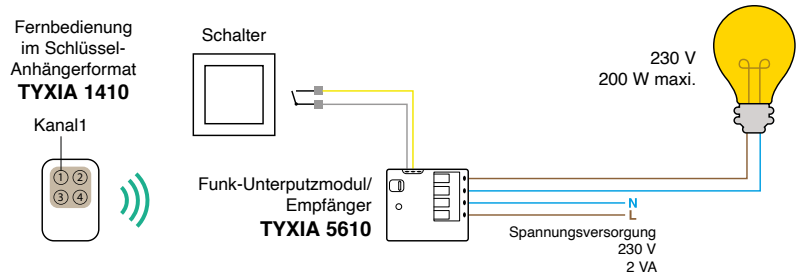 Fernbedienung
im Schlüssel-
Anhängerformat
TYXIA 1410
Kanal1
1 2
3 4
Schalter
230 V
200 W maxi.
Funk-Unterputzmodul/
Empfänger
TYXIA 5610
N
L
Spannungsversorgung
230 V
2 VA